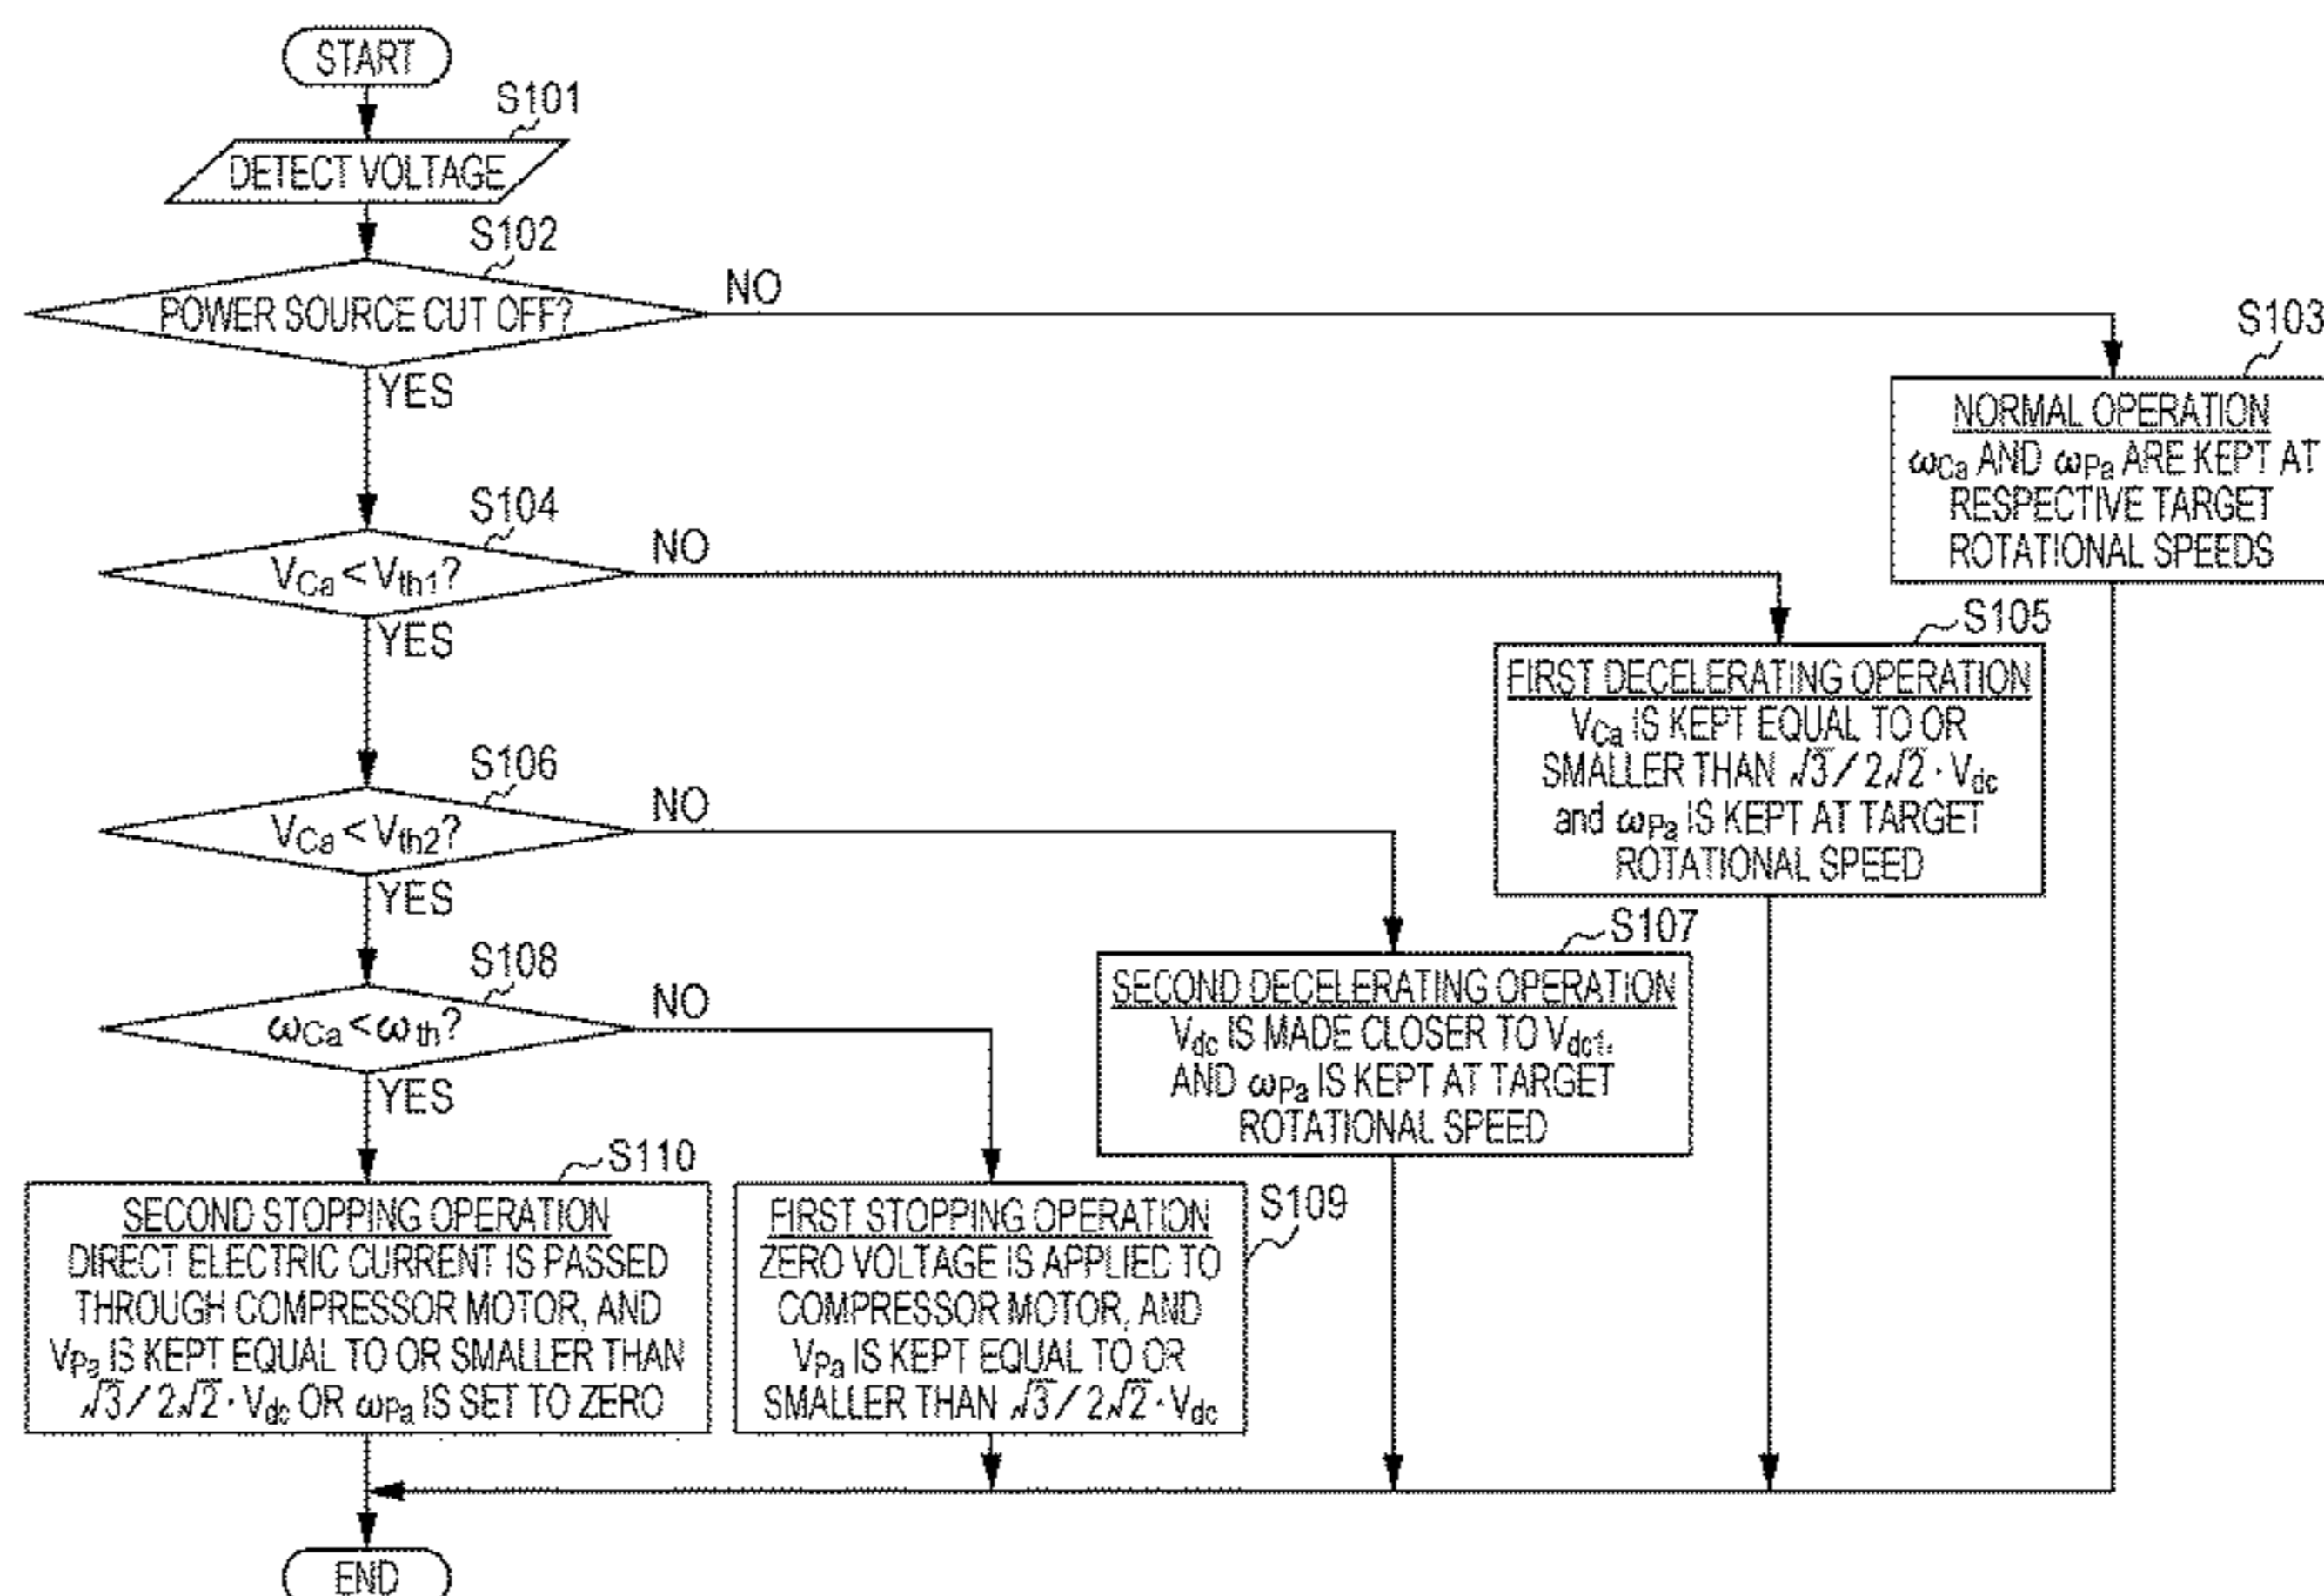 START
S101
DETECT VOLTAGE
S102
POWER SOURCE CUT OFF?
NO
YES
S103
NORMAL OPERATION
ωCa AND ωPa ARE KEPT AT
RESPECTIVE TARGET
ROTATIONAL SPEEDS
S104
VCa < Vth1?
NO
YES
S105
FIRST DECELERATING OPERATION
VCa IS KEPT EQUAL TO OR
SMALLER THAN √3 / 2√2 · Vdc
and ωPa IS KEPT AT TARGET
ROTATIONAL SPEED
S106
VCa < Vth2?
NO
YES
S107
SECOND DECELERATING OPERATION
Vdc IS MADE CLOSER TO Vdc1,
AND ωPa IS KEPT AT TARGET
ROTATIONAL SPEED
S108
ωCa < ωth?
NO
YES
S110
SECOND STOPPING OPERATION
DIRECT ELECTRIC CURRENT IS PASSED
THROUGH COMPRESSOR MOTOR, AND
VPa IS KEPT EQUAL TO OR SMALLER THAN
√3 / 2√2 · Vdc OR ωPa IS SET TO ZERO
S109
FIRST STOPPING OPERATION
ZERO VOLTAGE IS APPLIED TO
COMPRESSOR MOTOR, AND
VPa IS KEPT EQUAL TO OR
SMALLER THAN √3 / 2√2 · Vdc
END